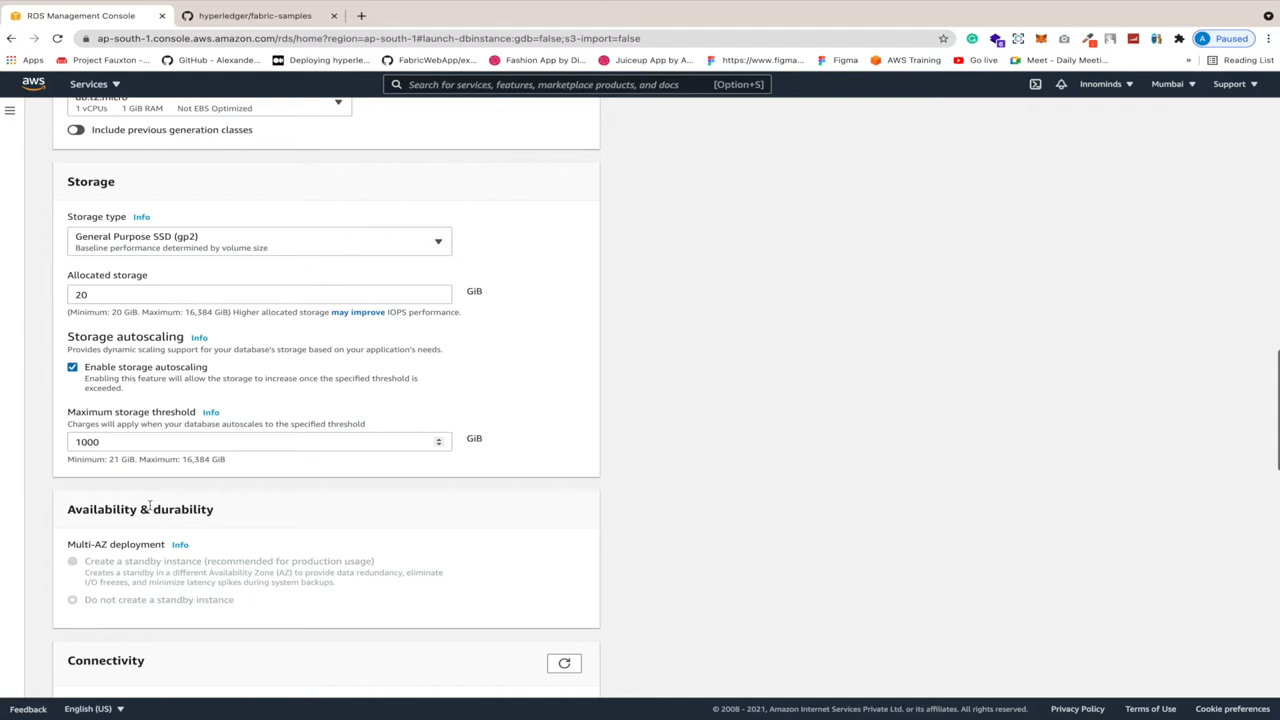 RDS Management Console
hyperledger/fabric-samples
ap-south-1.console.aws.amazon.com/rds/home?region=ap-south-1#launch-dbinstance:gdb=false;s3-import=false
A Paused
Apps
Project Fauxton -...
GitHub - Alexande...
Deploying hyperle...
FabricWebApp/ex...
Fashion App by Di...
Juiceup App by A...
https://www.figma...
Figma
AWS Training
Go live
Meet - Daily Meeti...
»
Reading List
aws
Services
Search for services, features, marketplace products, and docs
[Option+S]
Innominds
Mumbai
Support
db.t2.micro
1 vCPUs 1 GiB RAM Not EBS Optimized
Include previous generation classes
Storage
Storage type Info
General Purpose SSD (gp2)
Baseline performance determined by volume size
Allocated storage
20
GiB
(Minimum: 20 GiB. Maximum: 16,384 GiB) Higher allocated storage may improve IOPS performance.
Storage autoscaling Info
Provides dynamic scaling support for your database's storage based on your application's needs.
Enable storage autoscaling
Enabling this feature will allow the storage to increase once the specified threshold is
exceeded.
Maximum storage threshold Info
Charges will apply when your database autoscales to the specified threshold
1000
GiB
Minimum: 21 GiB. Maximum: 16,384 GiB
Availability & durability
Multi-AZ deployment Info
Create a standby instance (recommended for production usage)
Creates a standby in a different Availability Zone (AZ) to provide data redundancy, eliminate
I/O freezes, and minimize latency spikes during system backups.
Do not create a standby instance
Connectivity
Feedback
English (US)
© 2008 - 2021, Amazon Internet Services Private Ltd. or its affiliates. All rights reserved.
Privacy Policy
Terms of Use
Cookie preferences